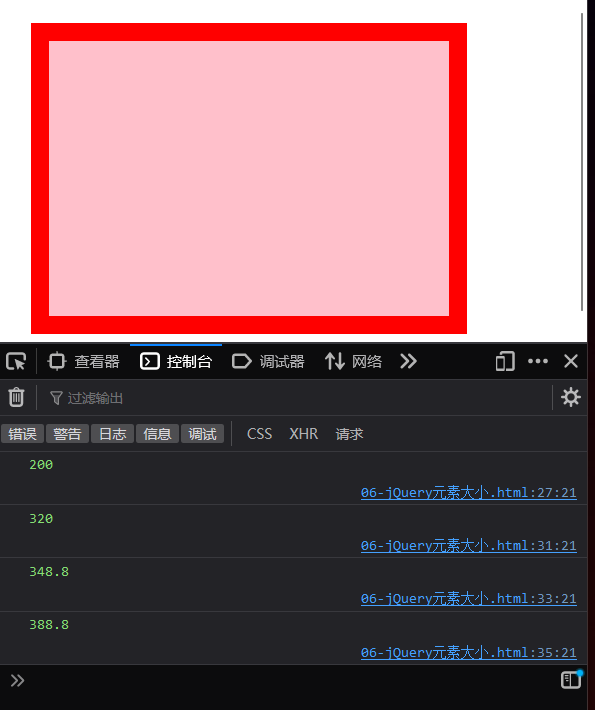 查看器 控制台 调试器 网络
过滤输出
错误 警告 日志 信息 调试 CSS XHR 请求
200
06-jQuery元素大小.html:27:21
320
06-jQuery元素大小.html:31:21
348.8
06-jQuery元素大小.html:33:21
388.8
06-jQuery元素大小.html:35:21